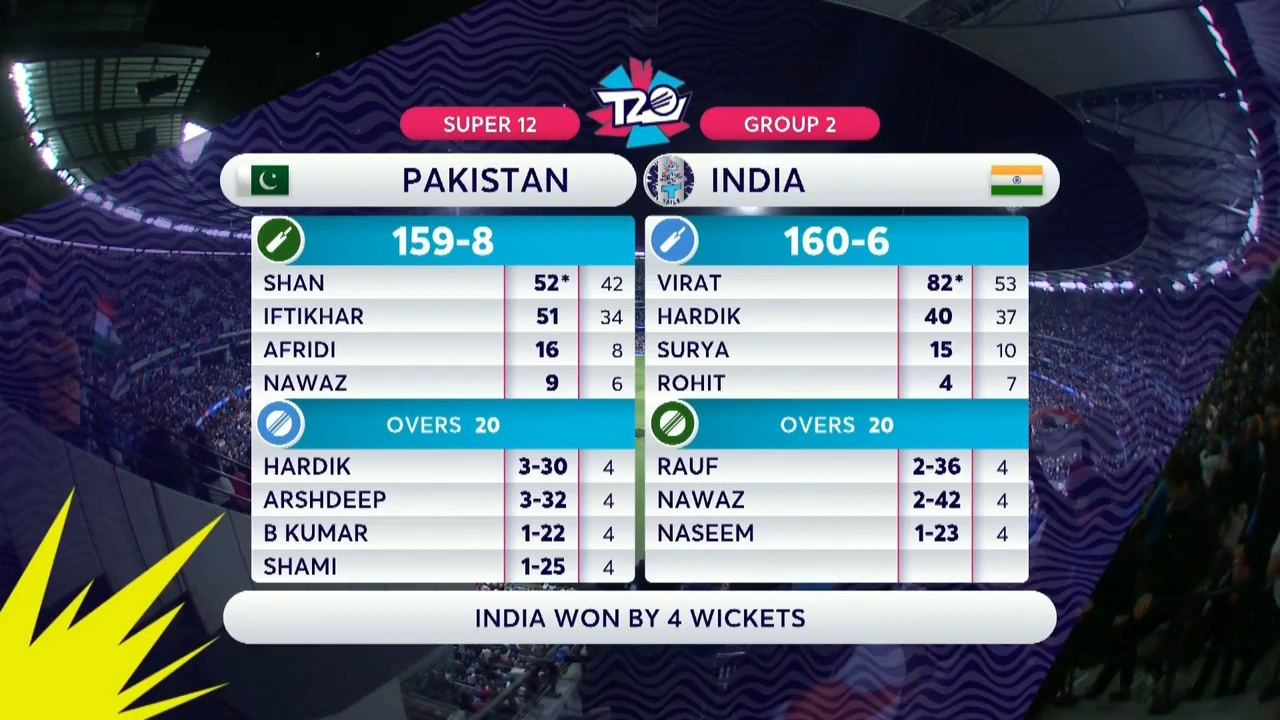 T20
SUPER 12
GROUP 2
PAKISTAN
INDIA
159-8
SHAN 52* 42
IFTIKHAR 51 34
AFRIDI 16 8
NAWAZ 9 6
OVERS 20
HARDIK 3-30 4
ARSHDEEP 3-32 4
B KUMAR 1-22 4
SHAMI 1-25 4
160-6
VIRAT 82* 53
HARDIK 40 37
SURYA 15 10
ROHIT 4 7
OVERS 20
RAUF 2-36 4
NAWAZ 2-42 4
NASEEM 1-23 4
INDIA WON BY 4 WICKETS